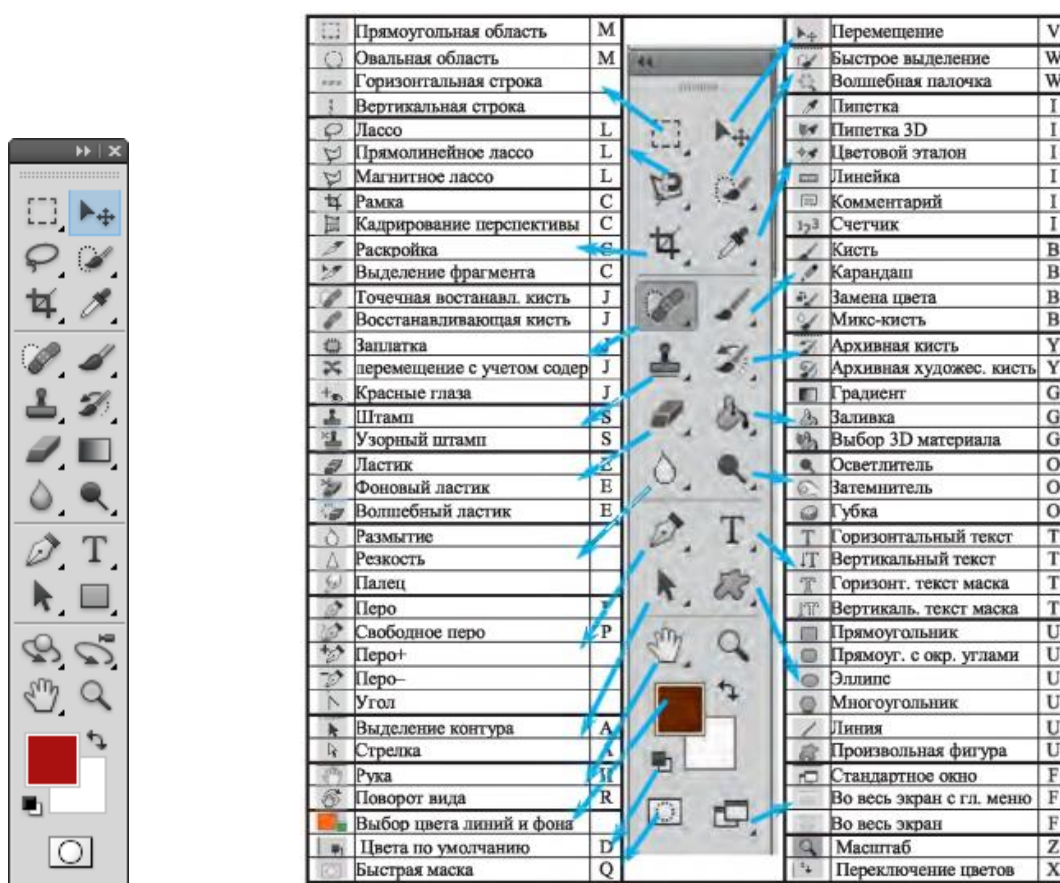 Прямоугольная область M
Овальная область M
Горизонтальная строка
Вертикальная строка
Лассо L
Прямолинейное лассо L
Магнитное лассо L
Рамка C
Кадрирование перспективы C
Раскройка C
Выделение фрагмента C
Точечная востанавл. кисть J
Восстанавливающая кисть J
Заплатка J
перемещение с учетом содер J
Красные глаза J
Штамп S
Узорный штамп S
Ластик E
Фоновый ластик E
Волшебный ластик E
Размытие
Резкость
Палец
Перо P
Свободное перо P
Перо+
Перо–
Угол
Выделение контура A
Стрелка A
Рука H
Поворот вида R
Выбор цвета линий и фона
Цвета по умолчанию D
Быстрая маска Q
Перемещение V
Быстрое выделение W
Волшебная палочка W
Пипетка I
Пипетка 3D I
Цветовой эталон I
Линейка I
Комментарий I
Счетчик I
Кисть B
Карандаш B
Замена цвета B
Микс-кисть B
Архивная кисть Y
Архивная художес. кисть Y
Градиент G
Заливка G
Выбор 3D материала G
Осветлитель O
Затемнитель O
Губка O
Горизонтальный текст T
Вертикальный текст T
Горизонт. текст маска T
Вертикаль. текст маска T
Прямоугольник U
Прямоуг. с окр. углами U
Эллипс U
Многоугольник U
Линия U
Произвольная фигура U
Стандартное окно F
Во весь экран с гл. меню F
Во весь экран F
Масштаб Z
Переключение цветов X